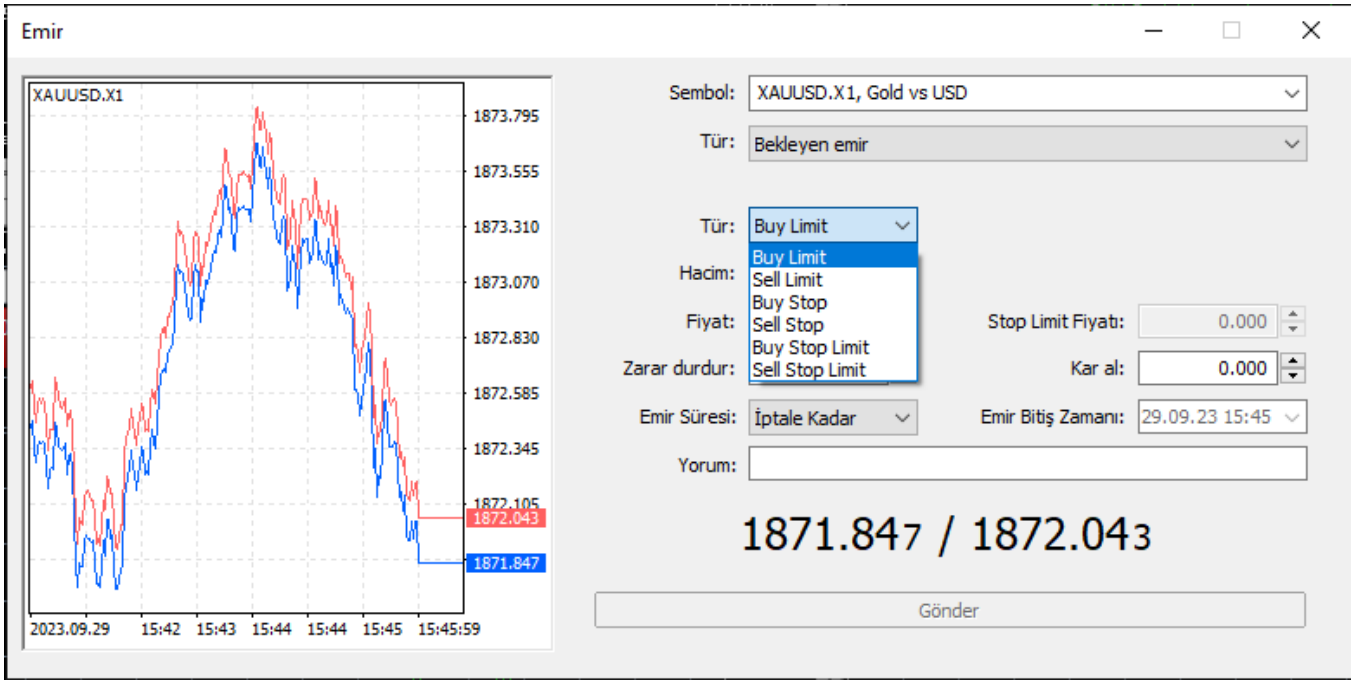 Emir
XAUUSD.X1
1873.795
1873.555
1873.310
1873.070
1872.830
1872.585
1872.345
1872.105
1872.043
1871.847
2023.09.29 15:42 15:43 15:44 15:44 15:45 15:45:59
Sembol: XAUUSD.X1, Gold vs USD
Tür: Bekleyen emir
Tür: Buy Limit
Buy Limit
Sell Limit
Buy Stop
Sell Stop
Buy Stop Limit
Sell Stop Limit
Hacim:
Fiyat: Stop Limit Fiyatı: 0.000
Zarar durdur: Kar al: 0.000
Emir Süresi: İptale Kadar Emir Bitiş Zamanı: 29.09.23 15:45
Yorum:
1871.847 / 1872.043
Gönder